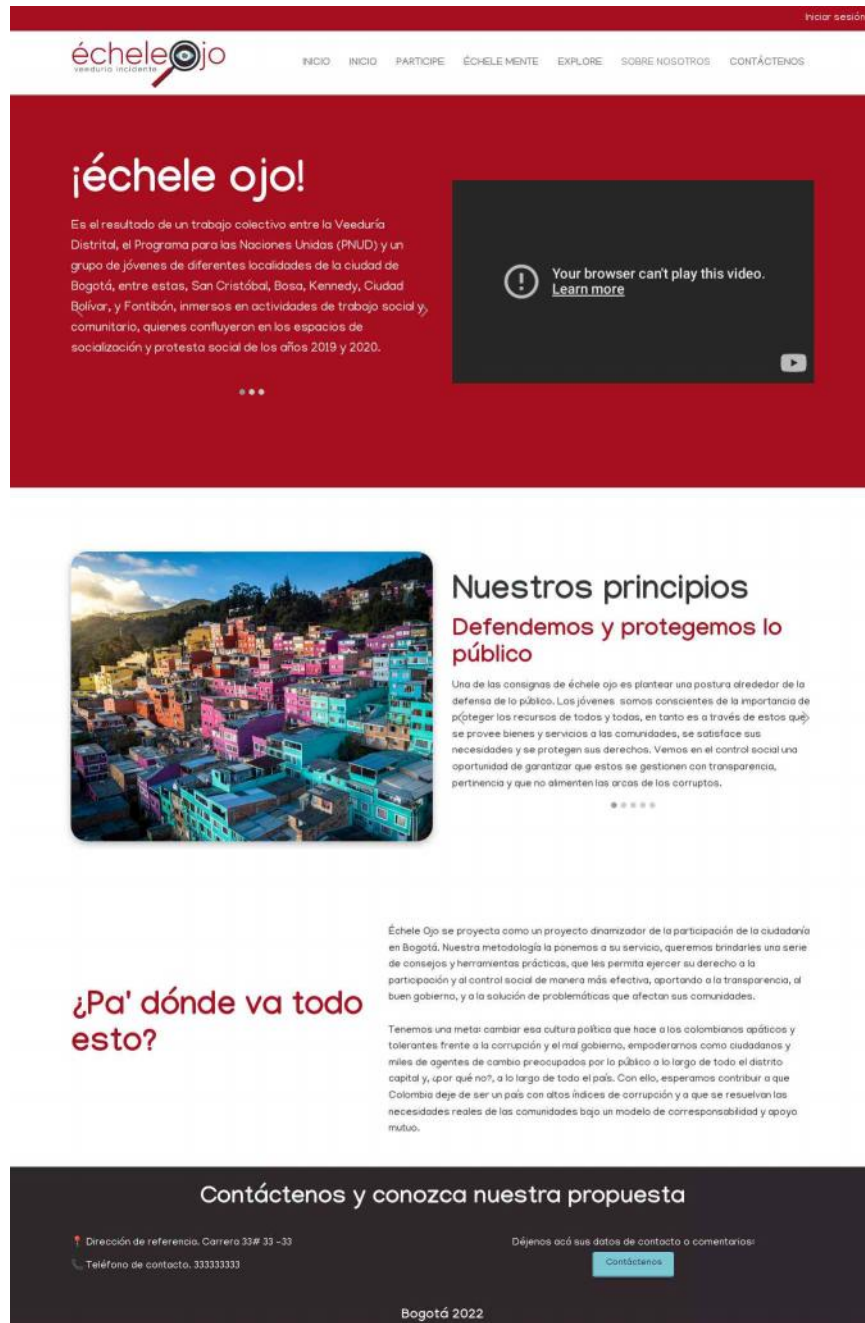 Iniciar sesión
écheleojo
veeduría incidente
INICIO INICIO PARTICIPE ÉCHELE MENTE EXPLORE SOBRE NOSOTROS CONTÁCTENOS
¡échele ojo!
Es el resultado de un trabajo colectivo entre la Veeduría
Distrital, el Programa para las Naciones Unidas (PNUD) y un
grupo de jóvenes de diferentes localidades de la ciudad de
Bogotá, entre estas, San Cristóbal, Bosa, Kennedy, Ciudad
Bolívar, y Fontibón, inmersos en actividades de trabajo social y
comunitario, quienes confluyeron en los espacios de
socialización y protesta social de los años 2019 y 2020.
Your browser can't play this video.
Learn more
Nuestros principios
Defendemos y protegemos lo
público
Una de las consignas de échele ojo es plantear una postura alrededor de la
defensa de lo público. Los jóvenes somos conscientes de la importancia de
proteger los recursos de todos y todas, en tanto es a través de estos que
se provee bienes y servicios a las comunidades, se satisface sus
necesidades y se protegen sus derechos. Vemos en el control social una
oportunidad de garantizar que estos se gestionen con transparencia,
pertinencia y que no alimenten las arcas de los corruptos.
¿Pa' dónde va todo
esto?
Échele Ojo se proyecta como un proyecto dinamizador de la participación de la ciudadanía
en Bogotá. Nuestra metodología la ponemos a su servicio, queremos brindarles una serie
de consejos y herramientas prácticas, que les permita ejercer su derecho a la
participación y al control social de manera más efectiva, aportando a la transparencia, al
buen gobierno, y a la solución de problemáticas que afectan sus comunidades.
Tenemos una meta: cambiar esa cultura política que hace a los colombianos apáticos y
tolerantes frente a la corrupción y el mal gobierno, empoderarnos como ciudadanos y
miles de agentes de cambio preocupados por lo público a lo largo de todo el distrito
capital y, ¿por qué no?, a lo largo de todo el país. Con ello, esperamos contribuir a que
Colombia deje de ser un país con altos índices de corrupción y a que se resuelvan las
necesidades reales de las comunidades bajo un modelo de corresponsabilidad y apoyo
mutuo.
Contáctenos y conozca nuestra propuesta
Dirección de referencia. Carrera 33# 33 -33
Teléfono de contacto. 333333333
Déjenos acá sus datos de contacto o comentarios:
Contáctenos
Bogotá 2022